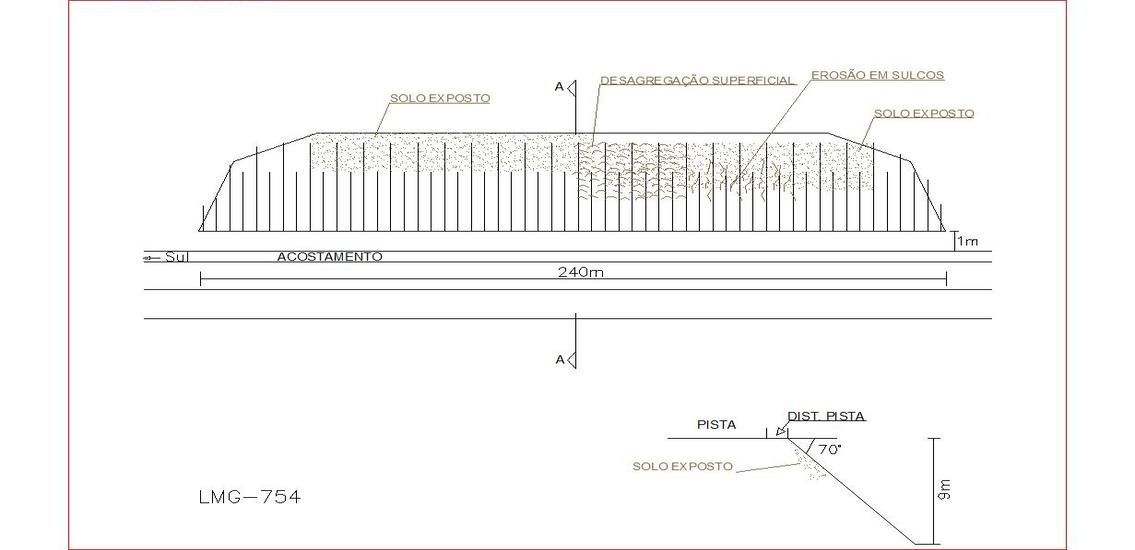 A
DESAGREGAÇÃO SUPERFICIAL
EROSÃO EM SULCOS
SOLO EXPOSTO
SOLO EXPOSTO
1m
Sul
ACOSTAMENTO
240m
A
PISTA
DIST. PISTA
70°
SOLO EXPOSTO
9m
LMG-754